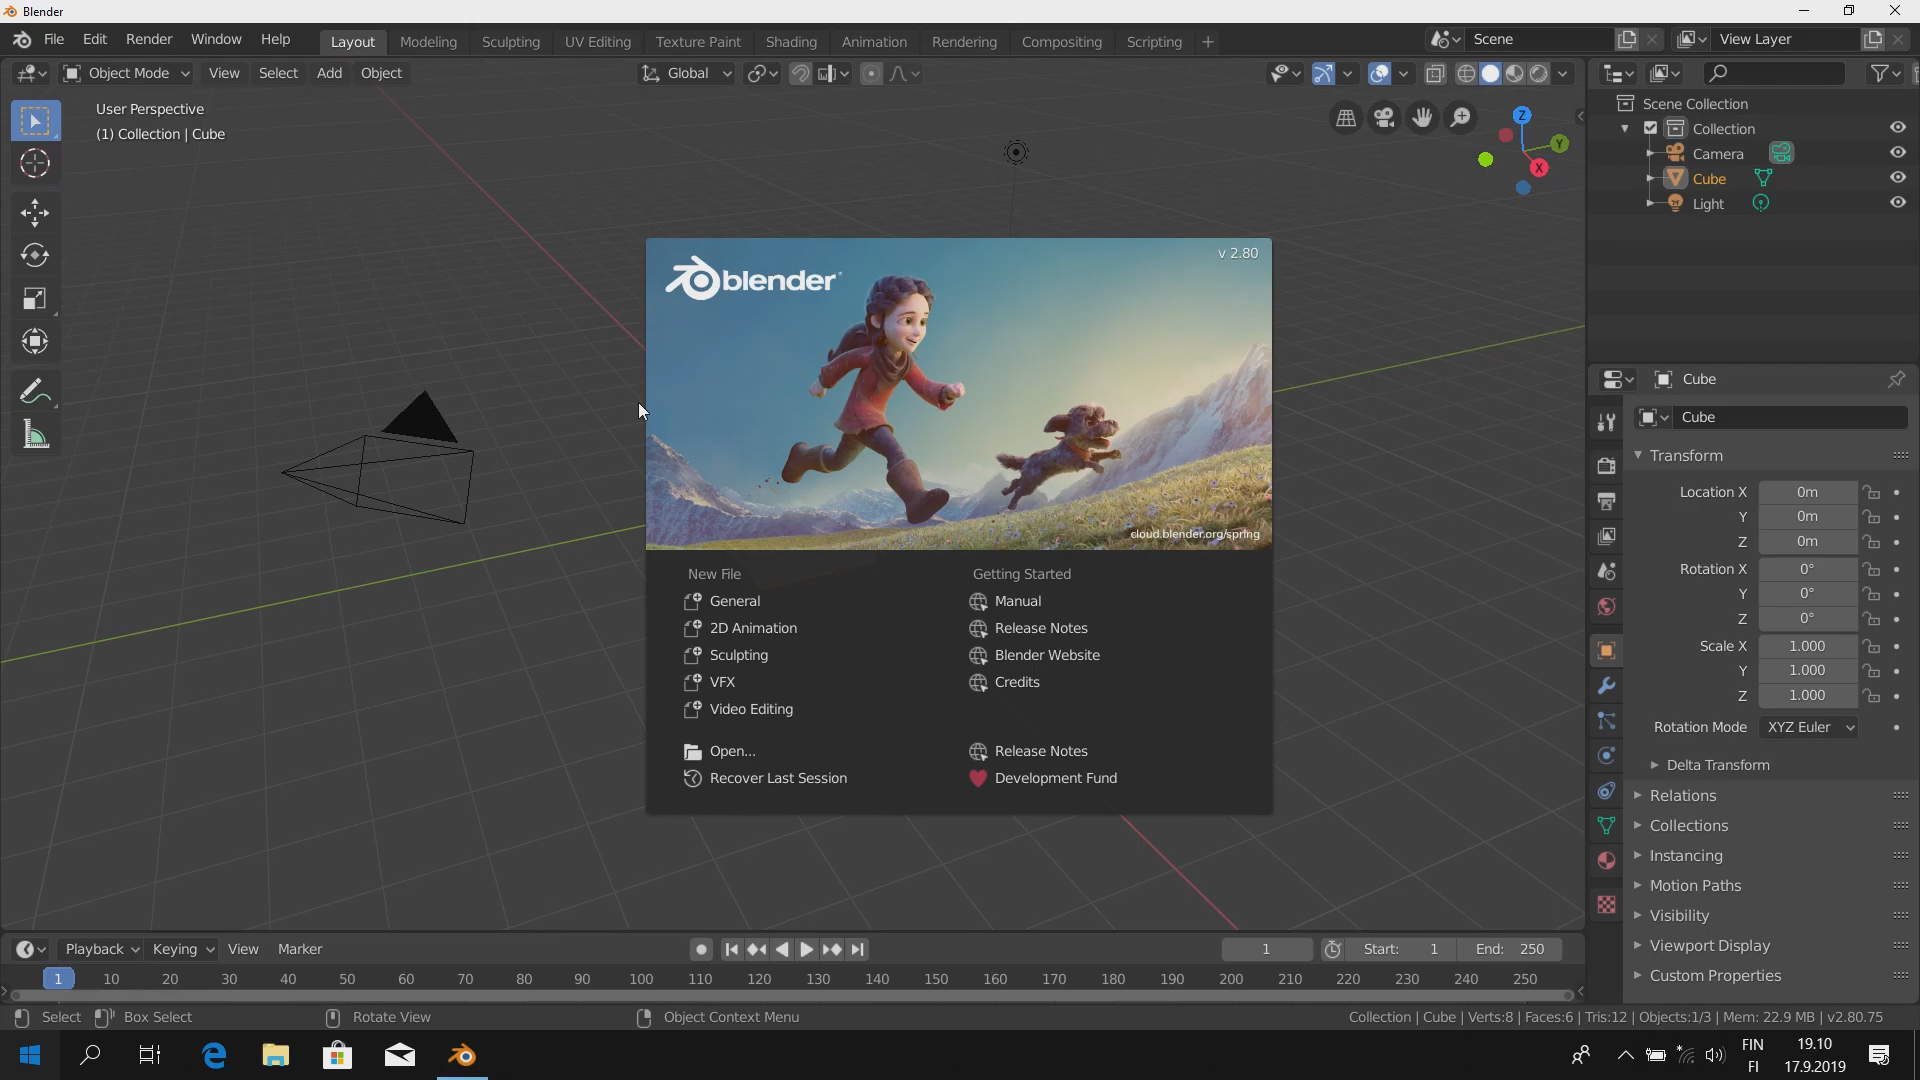 Blender
File Edit Render Window Help Layout Modeling Sculpting UV Editing Texture Paint Shading Animation Rendering Compositing Scripting + Scene View Layer
Object Mode View Select Add Object Global
User Perspective
(1) Collection | Cube
Z
Y
X
Scene Collection
Collection
Camera
Cube
Light
blender
v 2.80
cloud.blender.org/spring
New File
General
2D Animation
Sculpting
VFX
Video Editing
Open...
Recover Last Session
Getting Started
Manual
Release Notes
Blender Website
Credits
Release Notes
Development Fund
Cube
Cube
Transform
Location X 0m
Y 0m
Z 0m
Rotation X 0°
Y 0°
Z 0°
Scale X 1.000
Y 1.000
Z 1.000
Rotation Mode XYZ Euler
Delta Transform
Relations
Collections
Instancing
Motion Paths
Visibility
Viewport Display
Custom Properties
Playback Keying View Marker 1 Start: 1 End: 250
1 10 20 30 40 50 60 70 80 90 100 110 120 130 140 150 160 170 180 190 200 210 220 230 240 250
Select Box Select Rotate View Object Context Menu Collection | Cube | Verts:8 | Faces:6 | Tris:12 | Objects:1/3 | Mem: 22.9 MB | v2.80.75
FIN 19.10
FI 17.9.2019